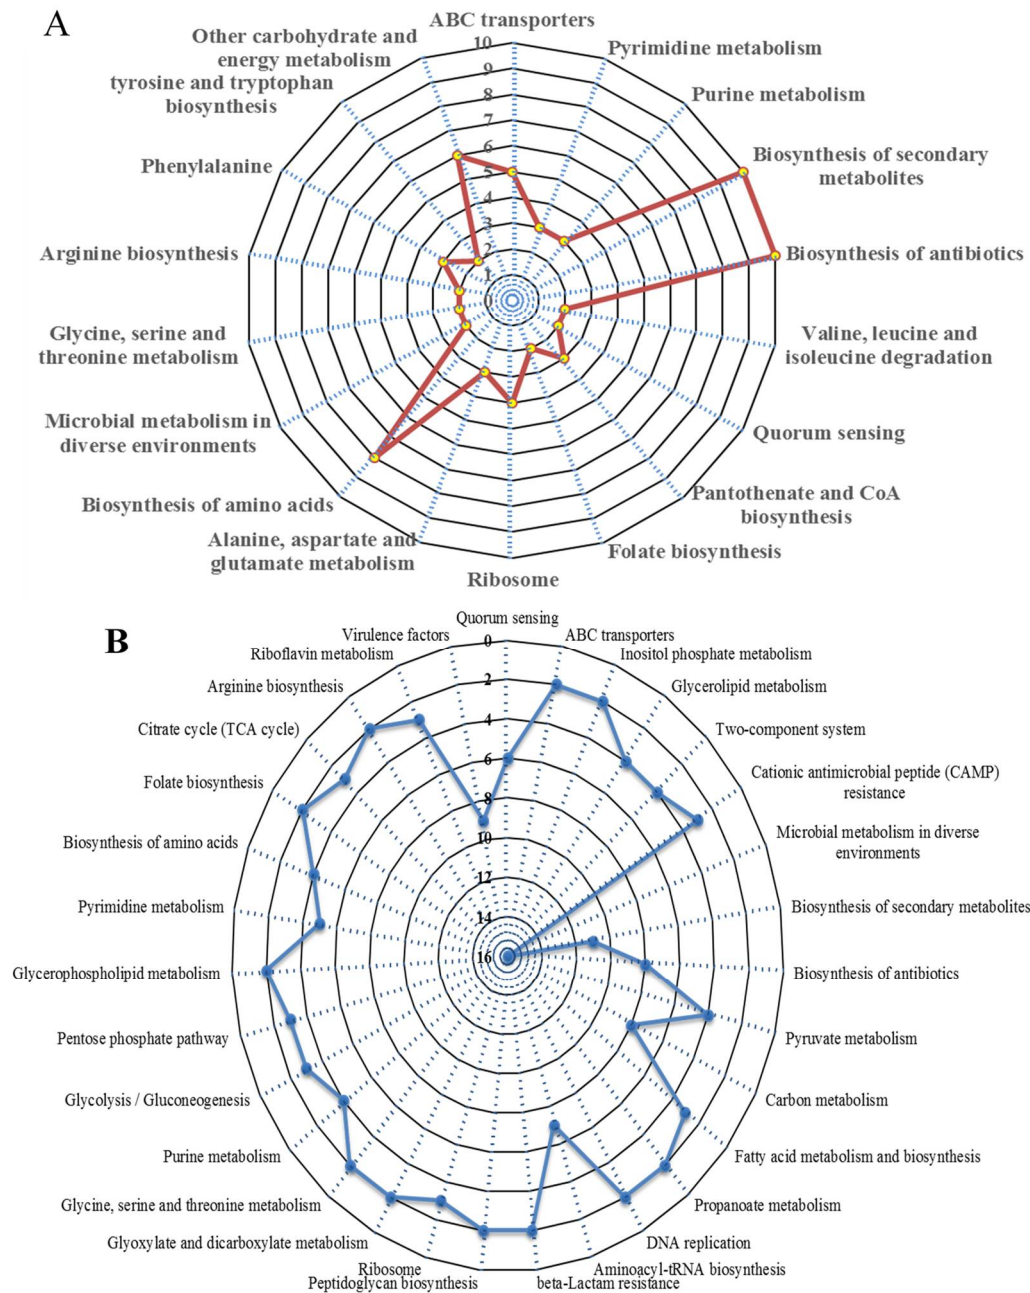 A
ABC transporters
Other carbohydrate and
energy metabolism
Pyrimidine metabolism
tyrosine and tryptophan
biosynthesis
Purine metabolism
Phenylalanine
Biosynthesis of secondary
metabolites
Arginine biosynthesis
Biosynthesis of antibiotics
Glycine, serine and
threonine metabolism
Valine, leucine and
isoleucine degradation
Microbial metabolism in
diverse environments
Quorum sensing
Biosynthesis of amino acids
Pantothenate and CoA
biosynthesis
Alanine, aspartate and
glutamate metabolism
Folate biosynthesis
Ribosome
10
9
8
7
6
5
4
3
2
1
0
B
Quorum sensing
Virulence factors
ABC transporters
Riboflavin metabolism
Inositol phosphate metabolism
Arginine biosynthesis
Glycerolipid metabolism
Citrate cycle (TCA cycle)
Two-component system
Folate biosynthesis
Cationic antimicrobial peptide (CAMP)
resistance
Biosynthesis of amino acids
Microbial metabolism in diverse
environments
Pyrimidine metabolism
Biosynthesis of secondary metabolites
Glycerophospholipid metabolism
Biosynthesis of antibiotics
Pentose phosphate pathway
Pyruvate metabolism
Glycolysis / Gluconeogenesis
Carbon metabolism
Purine metabolism
Fatty acid metabolism and biosynthesis
Glycine, serine and threonine metabolism
Propanoate metabolism
Glyoxylate and dicarboxylate metabolism
DNA replication
Ribosome
Aminoacyl-tRNA biosynthesis
Peptidoglycan biosynthesis
beta-Lactam resistance
0
2
4
6
8
10
12
14
16